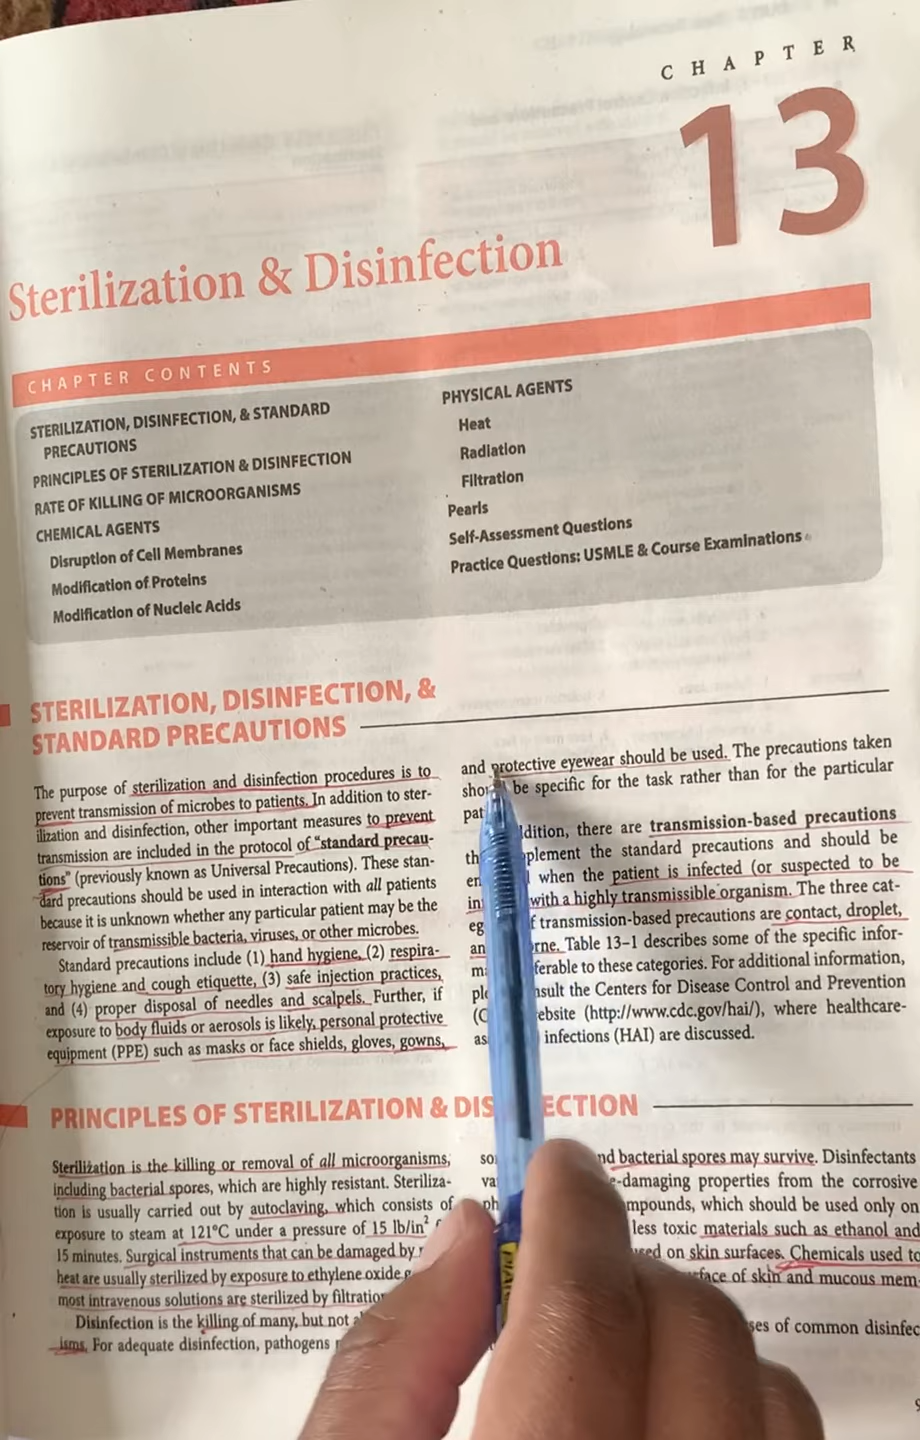 CHAPTER
13
Sterilization & Disinfection
CHAPTER CONTENTS
STERILIZATION, DISINFECTION, & STANDARD
PRECAUTIONS
PRINCIPLES OF STERILIZATION & DISINFECTION
RATE OF KILLING OF MICROORGANISMS
CHEMICAL AGENTS
Disruption of Cell Membranes
Modification of Proteins
Modification of Nucleic Acids
PHYSICAL AGENTS
Heat
Radiation
Filtration
Pearls
Self-Assessment Questions
Practice Questions: USMLE & Course Examinations
STERILIZATION, DISINFECTION, &
STANDARD PRECAUTIONS
The purpose of sterilization and disinfection procedures is to
prevent transmission of microbes to patients. In addition to ster-
ilization and disinfection, other important measures to prevent
transmission are included in the protocol of “standard precau-
tions” (previously known as Universal Precautions). These stan-
dard precautions should be used in interaction with all patients
because it is unknown whether any particular patient may be the
reservoir of transmissible bacteria, viruses, or other microbes.
Standard precautions include (1) hand hygiene, (2) respira-
tory hygiene and cough etiquette, (3) safe injection practices,
and (4) proper disposal of needles and scalpels. Further, if
exposure to body fluids or aerosols is likely, personal protective
equipment (PPE) such as masks or face shields, gloves, gowns,
and protective eyewear should be used. The precautions taken
be specific for the task rather than for the particular
there are transmission-based precautions
the standard precautions and should be
when the patient is infected (or suspected to be
with a highly transmissible organism. The three cat-
transmission-based precautions are contact, droplet,
Table 13–1 describes some of the specific infor-
to these categories. For additional information,
the Centers for Disease Control and Prevention
(http://www.cdc.gov/hai/), where healthcare-
infections (HAI) are discussed.
PRINCIPLES OF STERILIZATION & DISINFECTION
Sterilization is the killing or removal of all microorganisms,
including bacterial spores, which are highly resistant. Steriliza-
tion is usually carried out by autoclaving, which consists of
exposure to steam at 121°C under a pressure of 15 lb/in²
15 minutes. Surgical instruments that can be damaged by
heat are usually sterilized by exposure to ethylene oxide
most intravenous solutions are sterilized by
Disinfection is the killing of many, but not
isms. For adequate disinfection, pathogens
bacterial spores may survive. Disinfectants
-damaging properties from the corrosive
which should be used only on
less toxic materials such as ethanol and
on skin surfaces. Chemicals used to
of skin and mucous mem-
of common disinfec